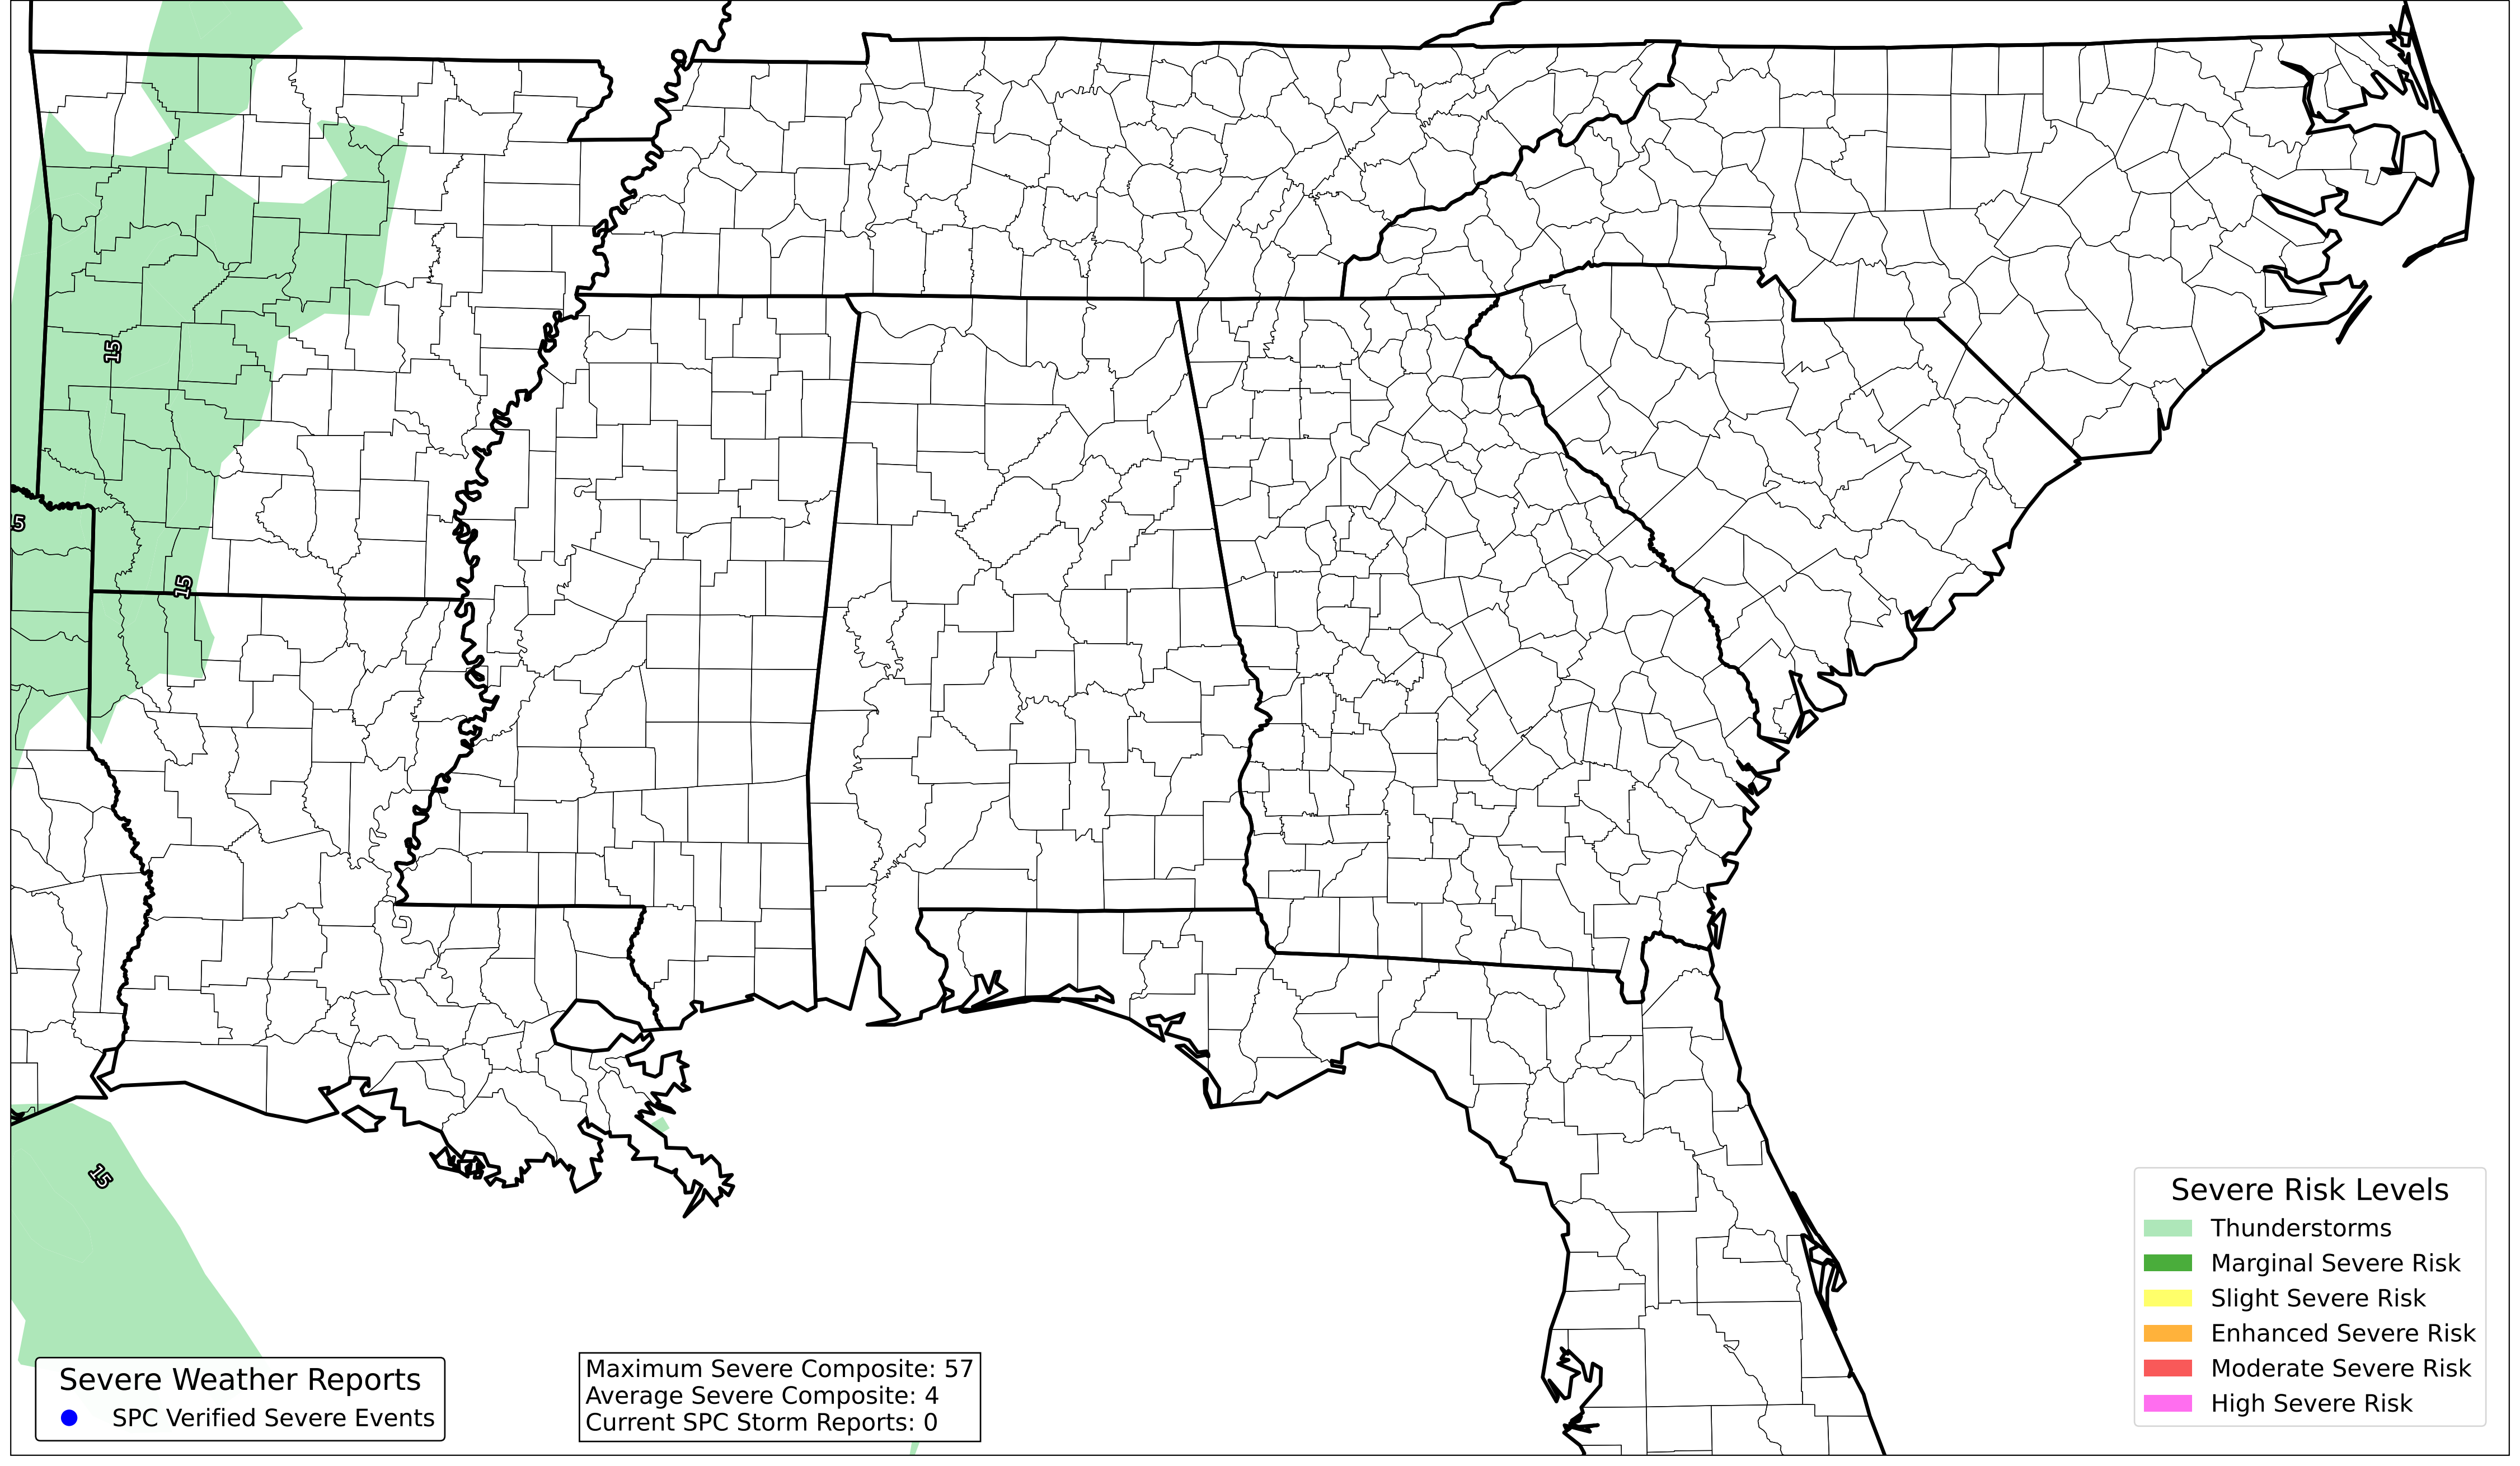 15
15
15
15
Severe Weather Reports
SPC Verified Severe Events
Maximum Severe Composite: 57
Average Severe Composite: 4
Current SPC Storm Reports: 0
Severe Risk Levels
Thunderstorms
Marginal Severe Risk
Slight Severe Risk
Enhanced Severe Risk
Moderate Severe Risk
High Severe Risk